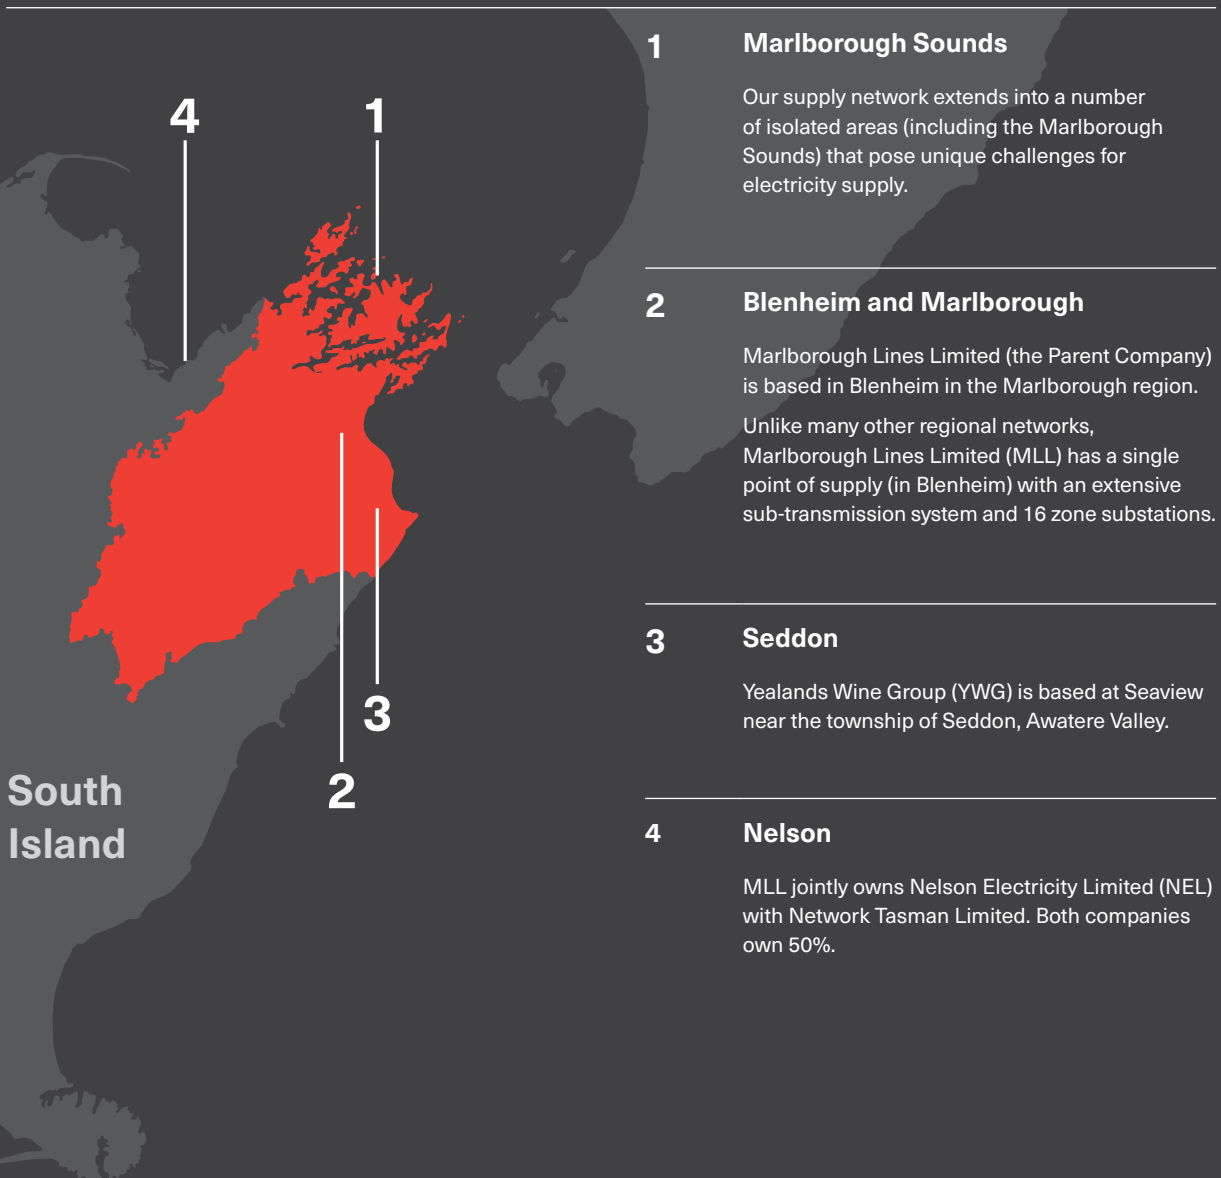 4
1
3
2
South
Island
1
Marlborough Sounds
Our supply network extends into a number
of isolated areas (including the Marlborough
Sounds) that pose unique challenges for
electricity supply.
2
Blenheim and Marlborough
Marlborough Lines Limited (the Parent Company)
is based in Blenheim in the Marlborough region.
Unlike many other regional networks,
Marlborough Lines Limited (MLL) has a single
point of supply (in Blenheim) with an extensive
sub-transmission system and 16 zone substations.
3
Seddon
Yealands Wine Group (YWG) is based at Seaview
near the township of Seddon, Awatere Valley.
4
Nelson
MLL jointly owns Nelson Electricity Limited (NEL)
with Network Tasman Limited. Both companies
own 50%.